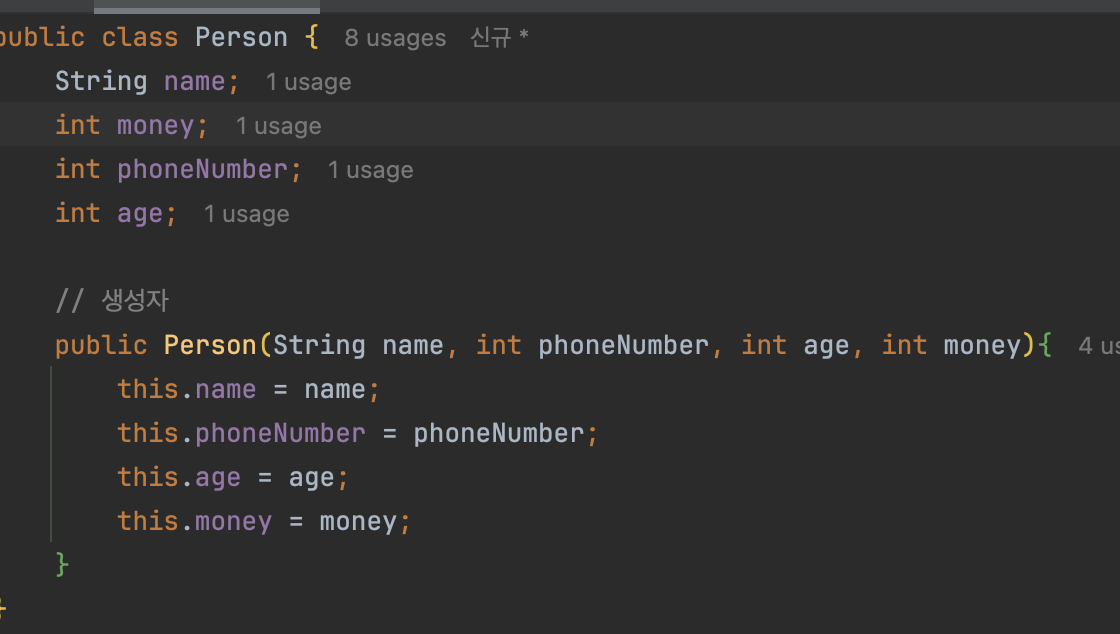 public class Person { 8 usages 신규 *
String name; 1 usage
int money; 1 usage
int phoneNumber; 1 usage
int age; 1 usage
// 생성자
public Person(String name, int phoneNumber, int age, int money){ 4
this.name = name;
this.phoneNumber = phoneNumber;
this.age = age;
this.money = money;
}
}